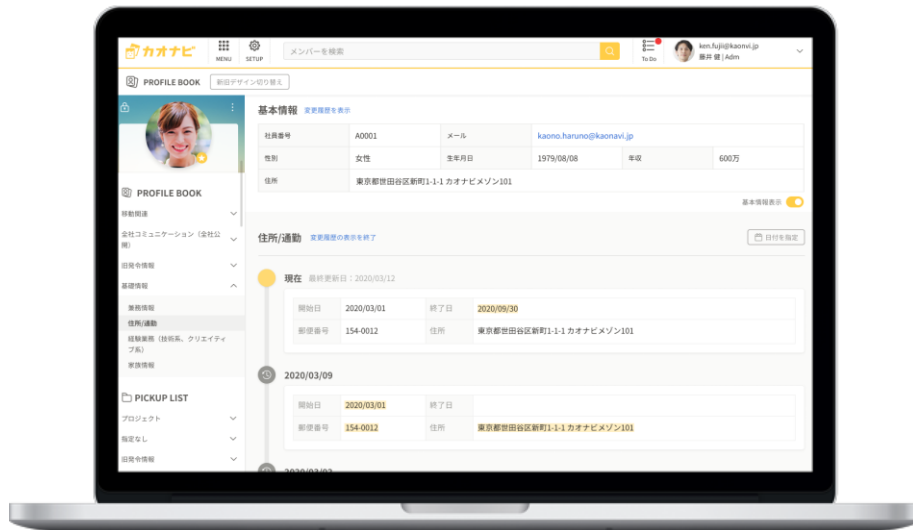 カオナビ
MENU
SETUP
メンバーを検索
To Do
ken.fujii@kaonavi.jp
藤井 健 | Adm
PROFILE BOOK
新旧デザイン切り替え
基本情報 変更履歴を表示
社員番号 A0001 メール kaono.haruno@kaonavi.jp
性別 女性 生年月日 1979/08/08 年収 600万
住所 東京都世田谷区新町1-1-1 カオナビメゾン101
基本情報表示
PROFILE BOOK
移動関連
全社コミュニケーション（全社公
開）
旧発令情報
基礎情報
業務情報
住所/通勤
経験業務（技術系、クリエイティ
ブ系）
家族情報
PICKUP LIST
プロジェクト
指定なし
旧発令情報
住所/通勤 変更履歴の表示を終了
日付を指定
現在 最終更新日：2020/03/12
開始日 2020/03/01 終了日 2020/09/30
郵便番号 154-0012 住所 東京都世田谷区新町1-1-1 カオナビメゾン101
2020/03/09
開始日 2020/03/01 終了日
郵便番号 154-0012 住所 東京都世田谷区新町1-1-1 カオナビメゾン101